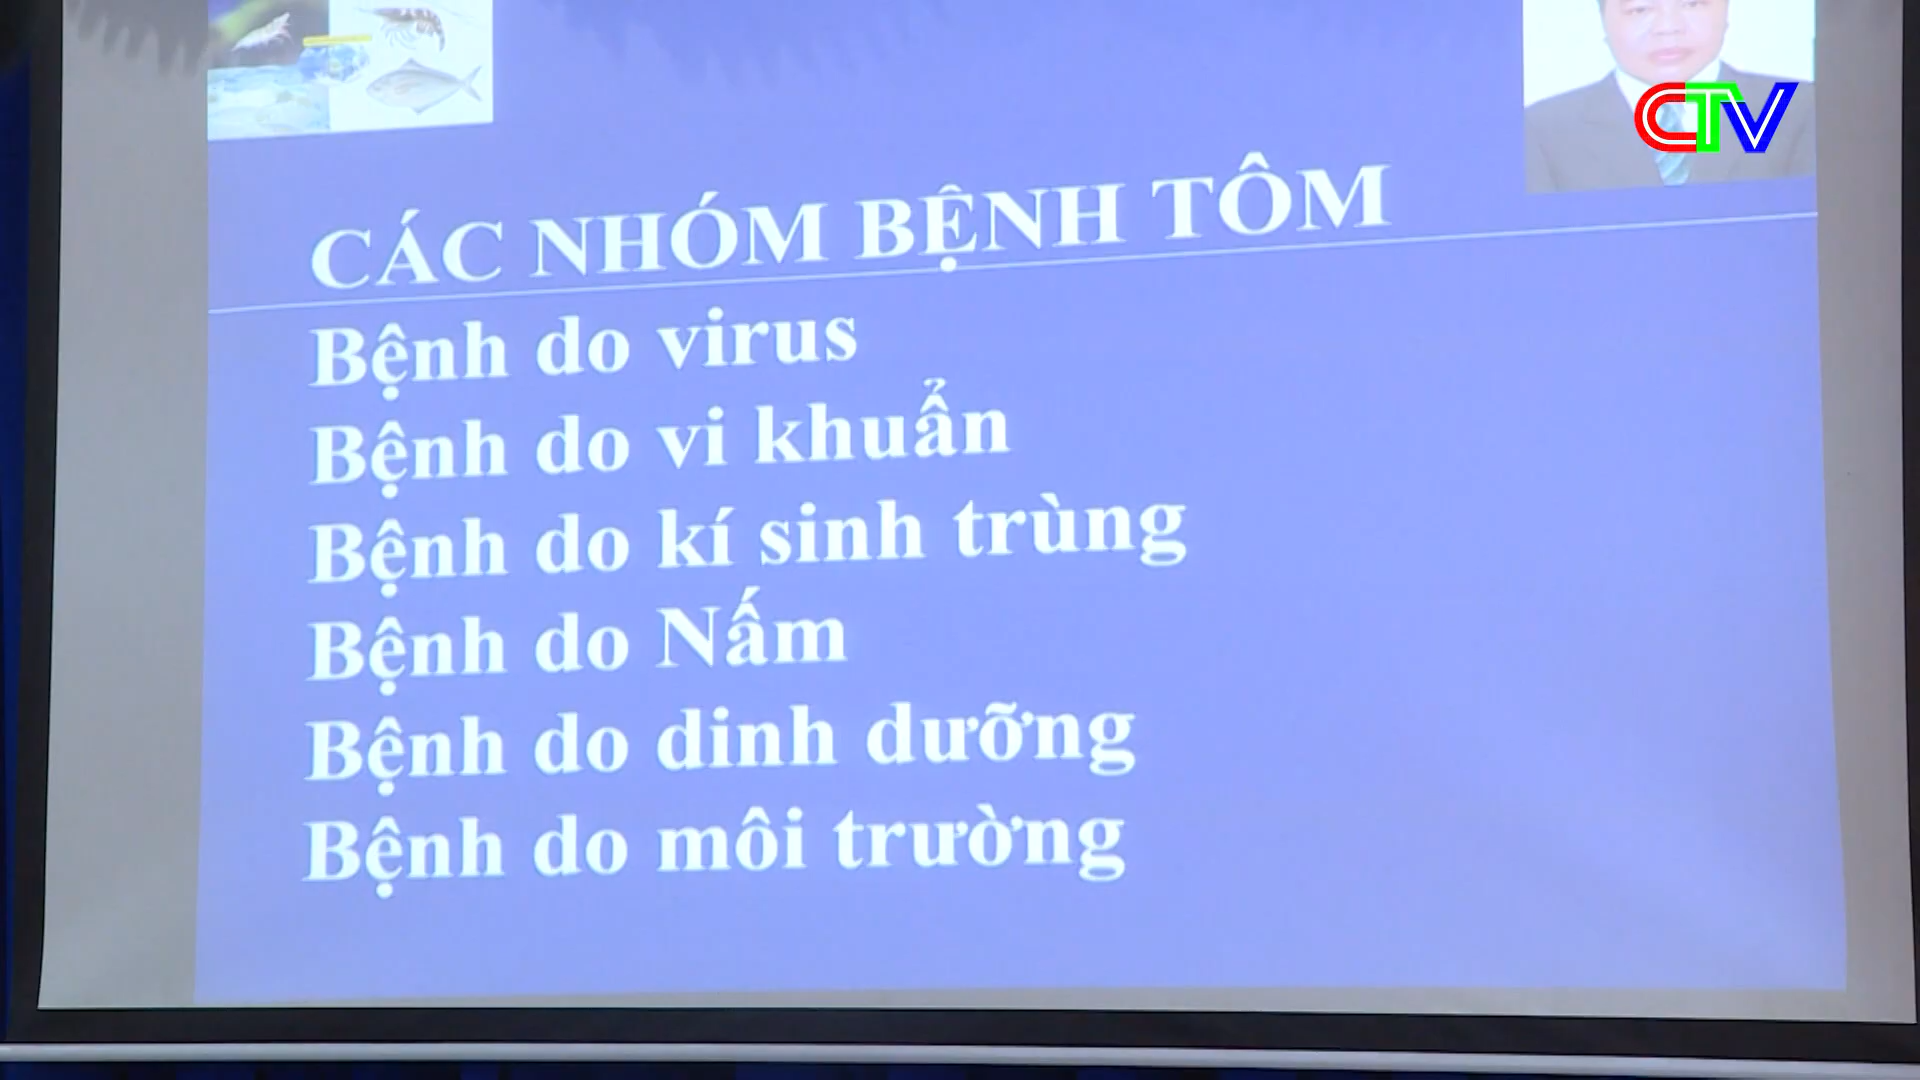 CTV
CÁC NHÓM BỆNH TÔM
Bệnh do virus
Bệnh do vi khuẩn
Bệnh do kí sinh trùng
Bệnh do Nấm
Bệnh do dinh dưỡng
Bệnh do môi trường